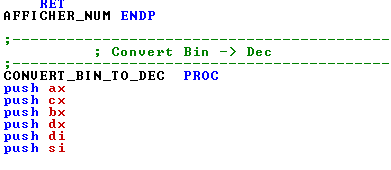 RET
AFFICHER_NUM ENDP
;--------------------------------------
; Convert Bin -> Dec
;--------------------------------------
CONVERT_BIN_TO_DEC PROC
push ax
push cx
push bx
push dx
push di
push si